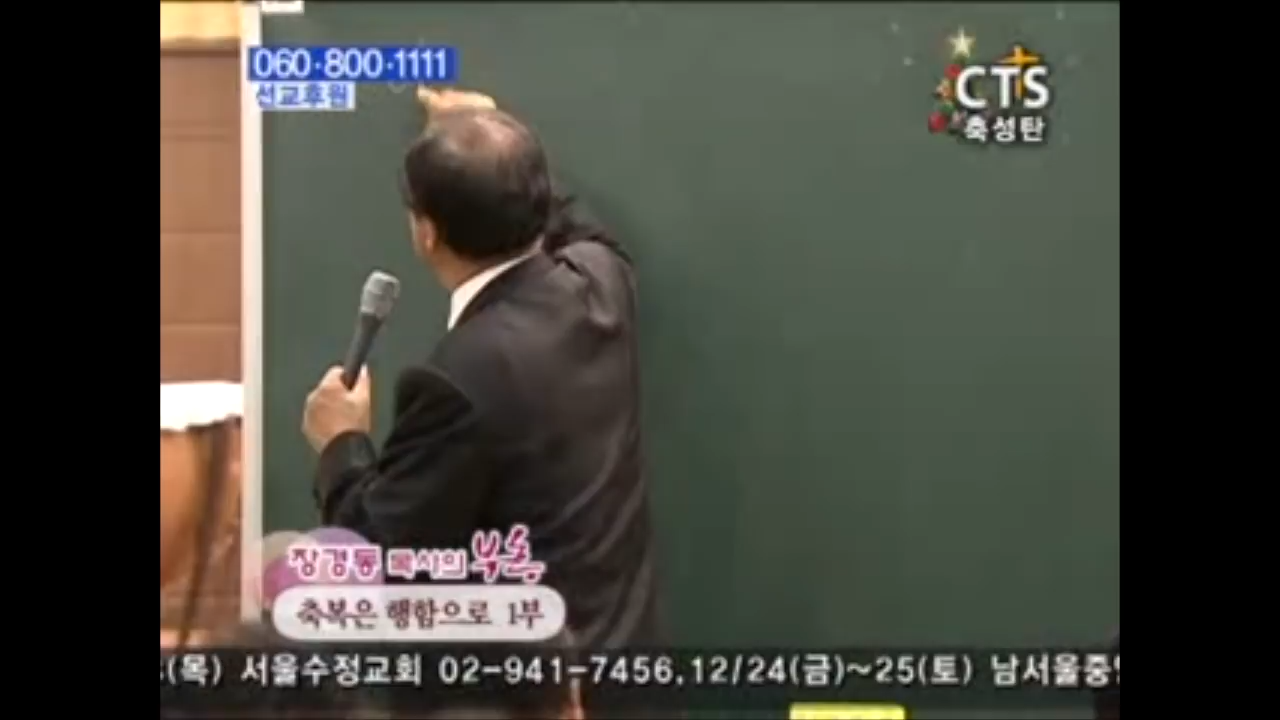 060·800·1111
선교후원
CTS
축성탄
장경동 목사의 부흥
축복은 행함으로 1부
(목) 서울수정교회 02-941-7456,12/24(금)~25(토) 남서울중앙